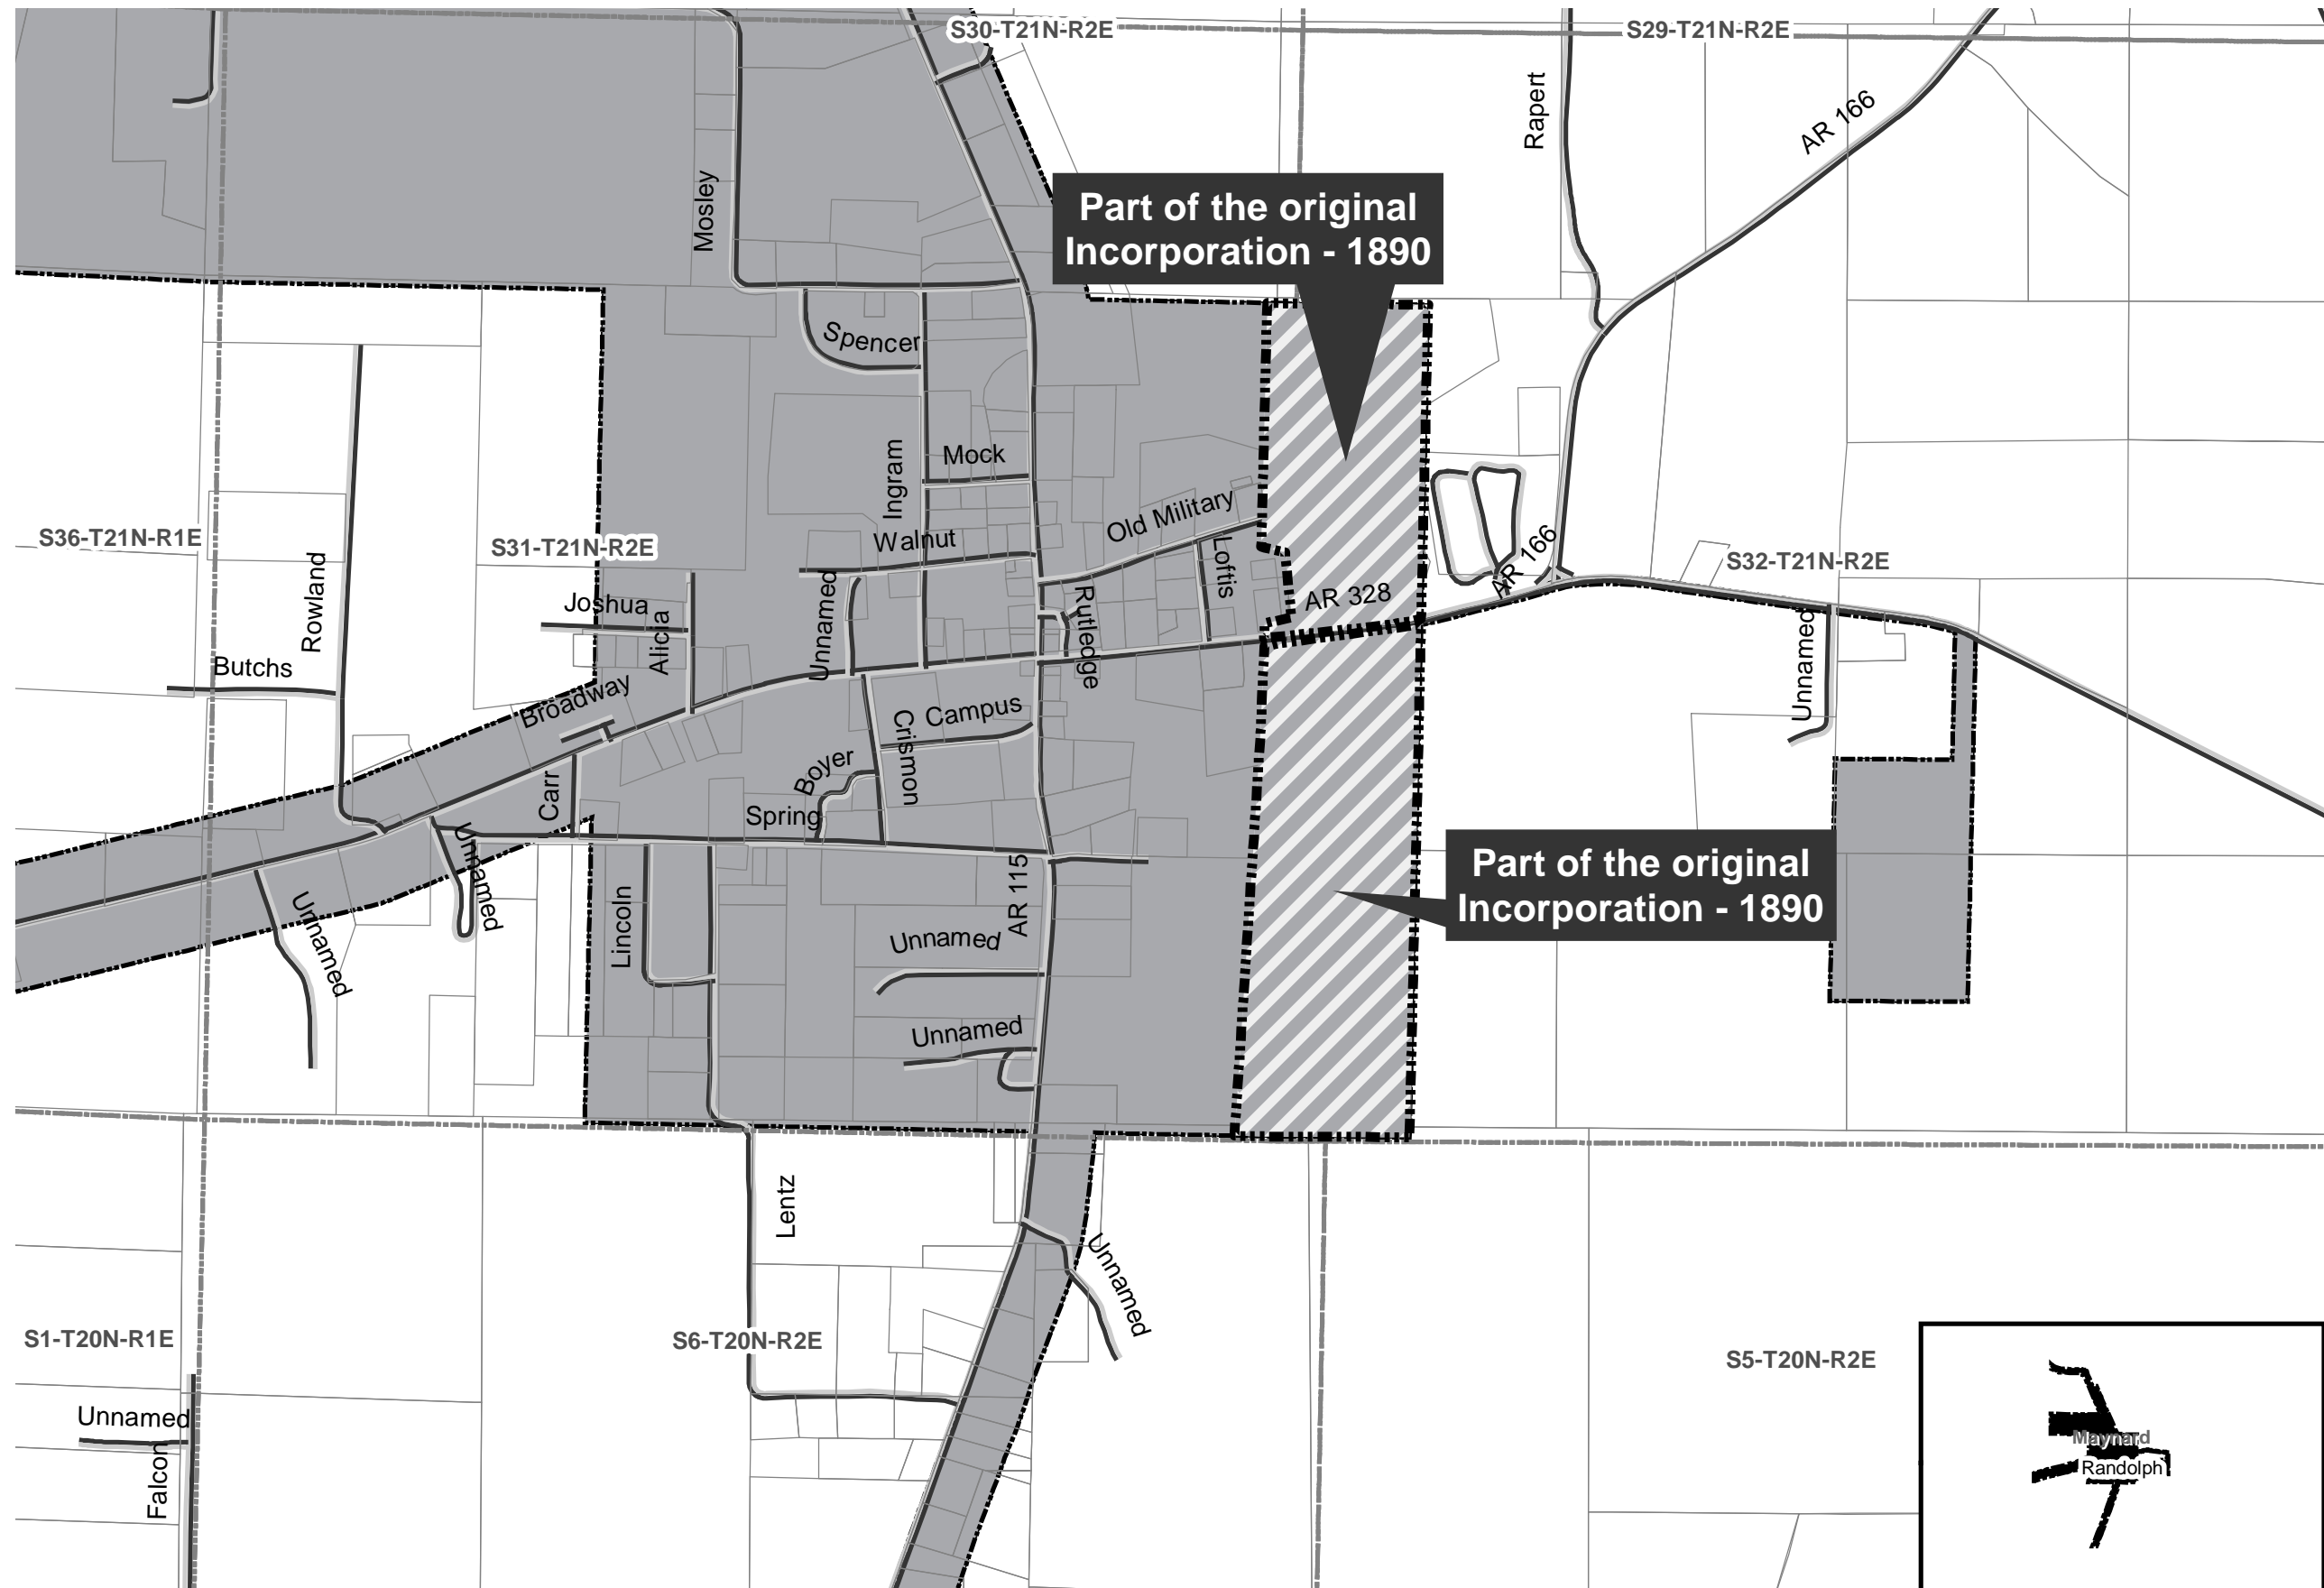 S30-T21N-R2E
S29-T21N-R2E
Rapert
AR 166
Mosley
Part of the original
Incorporation - 1890
Spencer
Ingram
Mock
Old Military
Walnut
Loftis
S36-T21N-R1E
S31-T21N-R2E
S32-T21N-R2E
AR 166
Rowland
Joshua
Alicia
Unnamed
Rutledge
AR 328
Unnamed
Butchs
Broadway
Campus
Crismon
Boyer
Carr
Spring
Unnamed
Part of the original
Incorporation - 1890
Lincoln
AR 115
Unnamed
Unnamed
Unnamed
Lentz
Unnamed
S1-T20N-R1E
S6-T20N-R2E
S5-T20N-R2E
Unnamed
Falcon
Maynard
Randolph